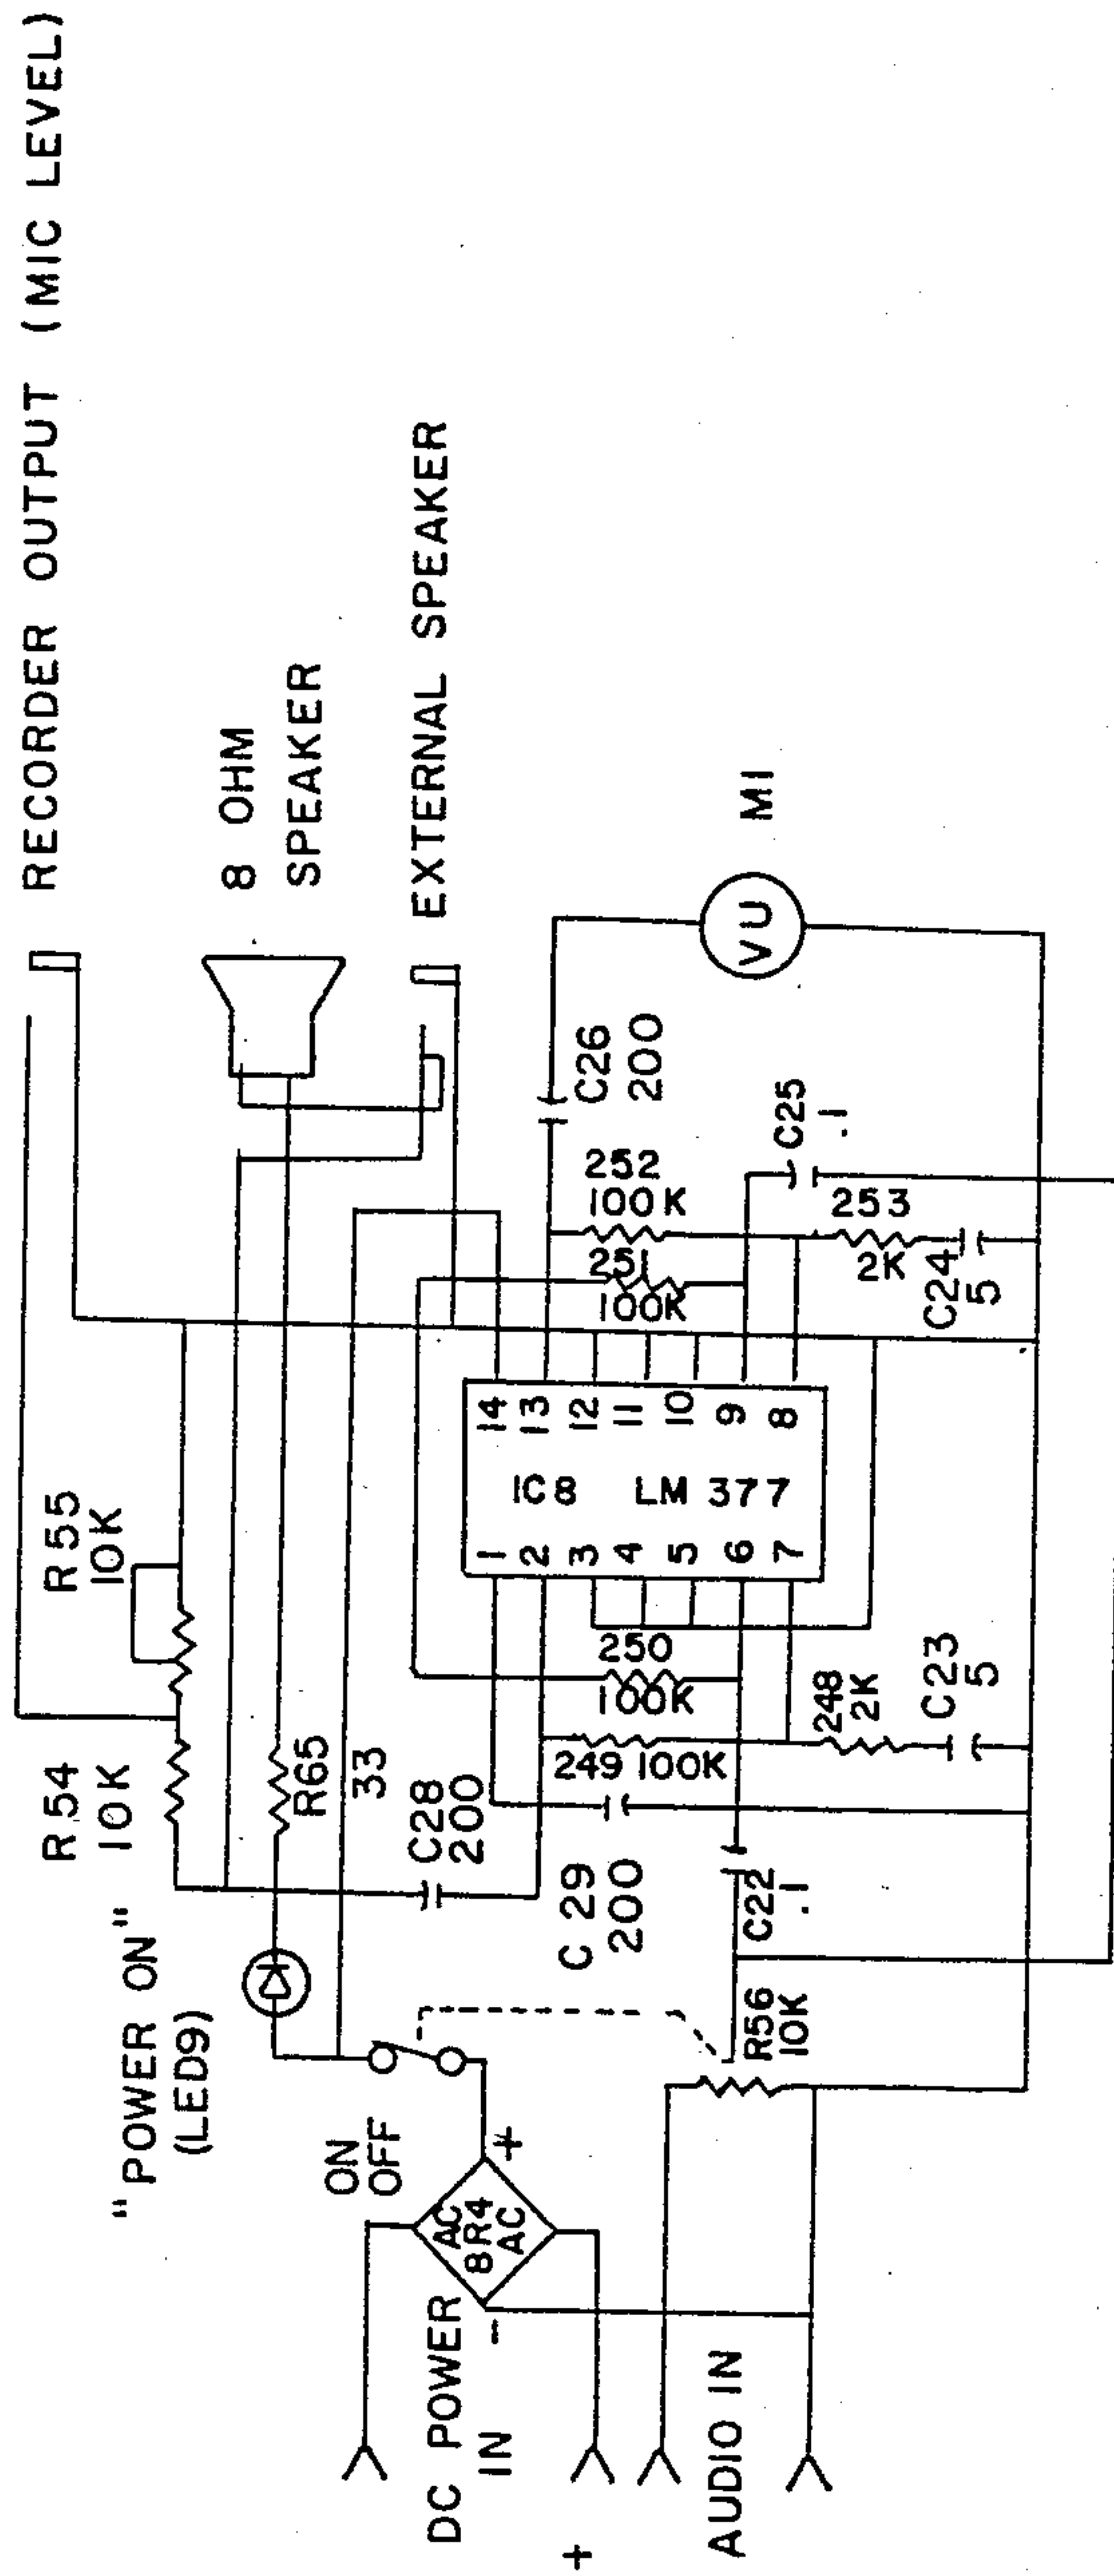 RECORDER OUTPUT (MIC LEVEL)
8 OHM
SPEAKER
EXTERNAL SPEAKER
R54
10K
R55
10K
"POWER ON"
(LED9)
R65
33
ON
OFF
C28
200
C 29
200
AC
BR4
AC
+
-
DC POWER
IN
+
AUDIO IN
R56
10K
C22
.1
249 100K
250
100K
248
2K
C23
5
1
2
3
4
5
6
7
IC8 LM 377
14
13
12
11
10
9
8
251
100K
252
100K
253
2K
C24
5
C25
.1
C26
200
VU
M1